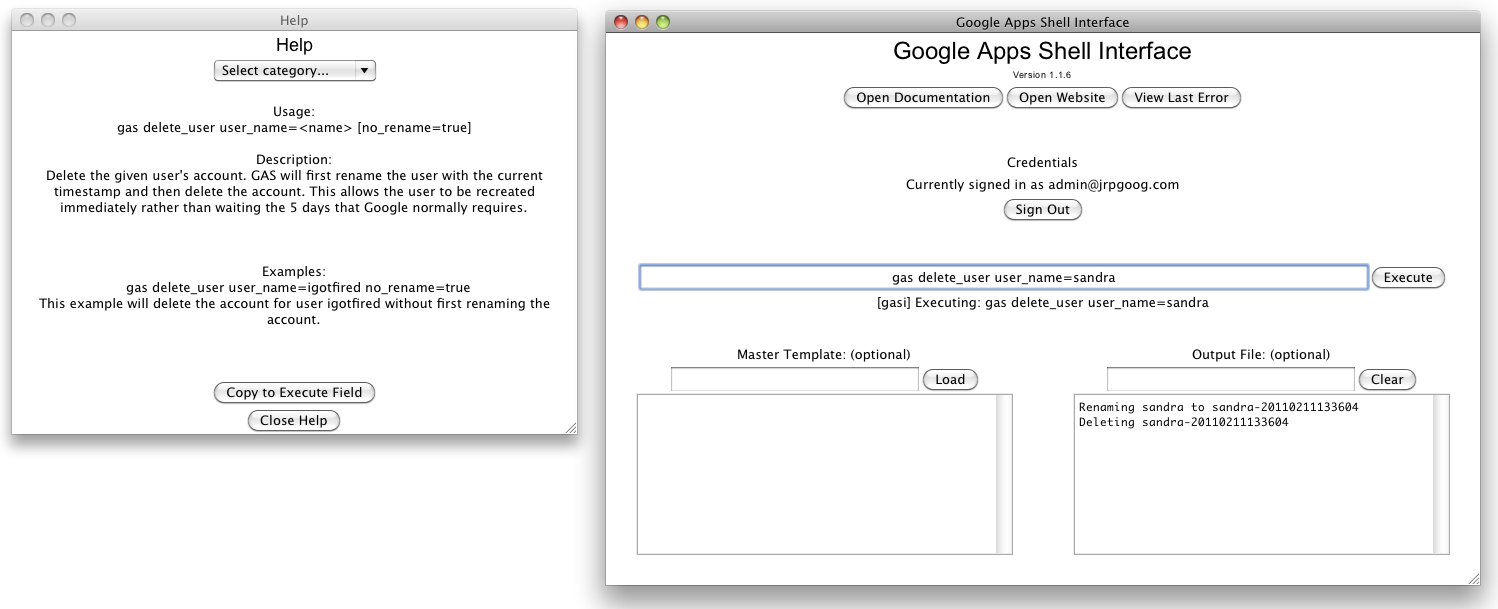 Help
Help
Select category...
Usage:
gas delete_user user_name=<name> [no_rename=true]
Description:
Delete the given user's account. GAS will first rename the user with the current
timestamp and then delete the account. This allows the user to be recreated
immediately rather than waiting the 5 days that Google normally requires.
Examples:
gas delete_user user_name=igotfired no_rename=true
This example will delete the account for user igotfired without first renaming the
account.
Copy to Execute Field
Close Help
Google Apps Shell Interface
Google Apps Shell Interface
Version 1.1.6
Open Documentation
Open Website
View Last Error
Credentials
Currently signed in as admin@jrpgoog.com
Sign Out
gas delete_user user_name=sandra
Execute
[gasi] Executing: gas delete_user user_name=sandra
Master Template: (optional)
Load
Output File: (optional)
Clear
Renaming sandra to sandra-20110211133604
Deleting sandra-20110211133604